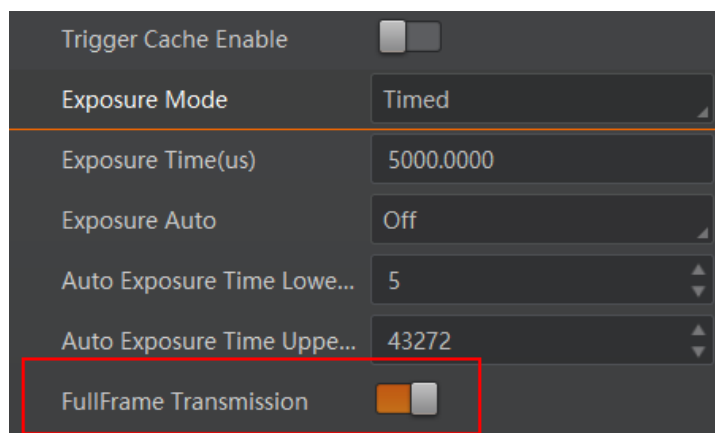 Trigger Cache Enable
Exposure Mode Timed
Exposure Time(us) 5000.0000
Exposure Auto Off
Auto Exposure Time Lowe... 5
Auto Exposure Time Uppe... 43272
FullFrame Transmission